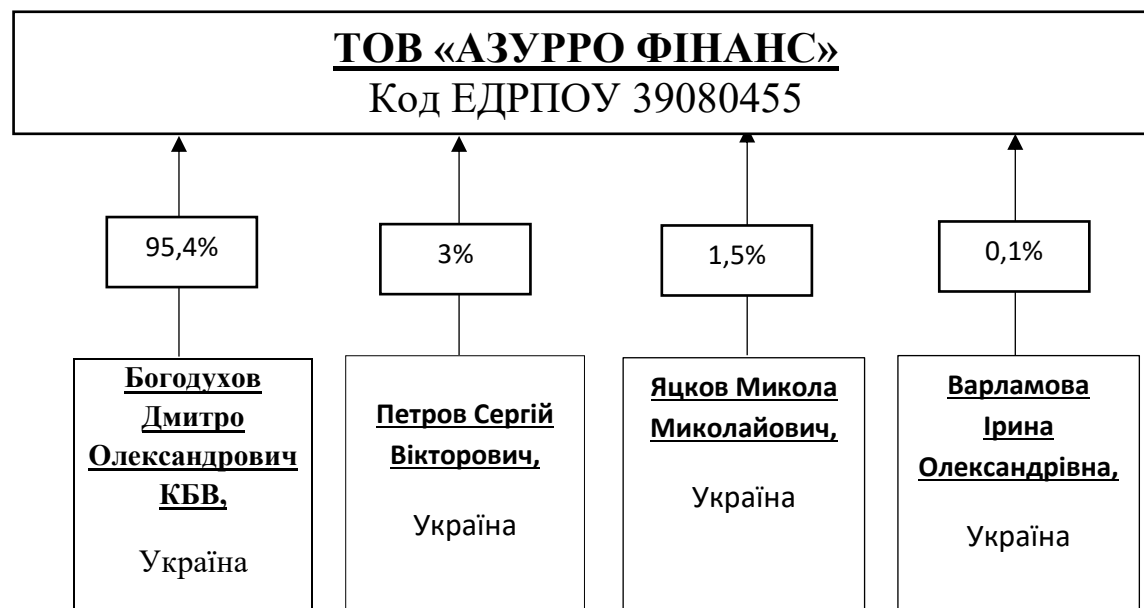 ТОВ «АЗУРРО ФІНАНС»
Код ЕДРПОУ 39080455
95,4%
3%
1,5%
0,1%
Богодухов
Дмитро
Олександрович
КБВ,
Україна
Петров Сергій
Вікторович,
Україна
Яцков Микола
Миколайович,
Україна
Варламова
Ірина
Олександрівна,
Україна